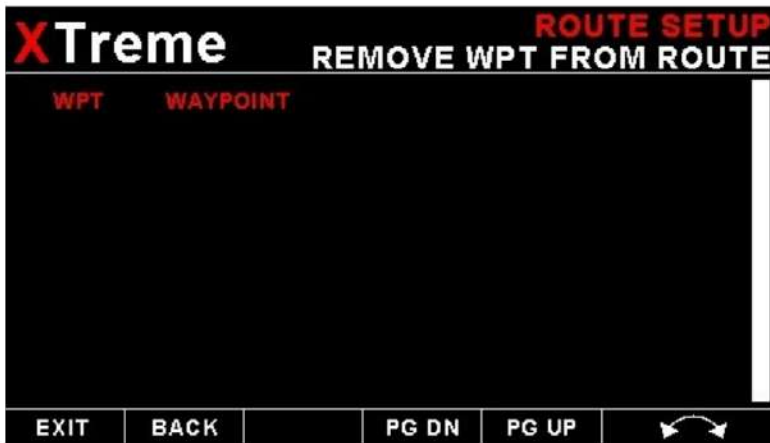 XTreme
ROUTE SETUP
REMOVE WPT FROM ROUTE
WPT WAYPOINT
EXIT BACK PG DN PG UP